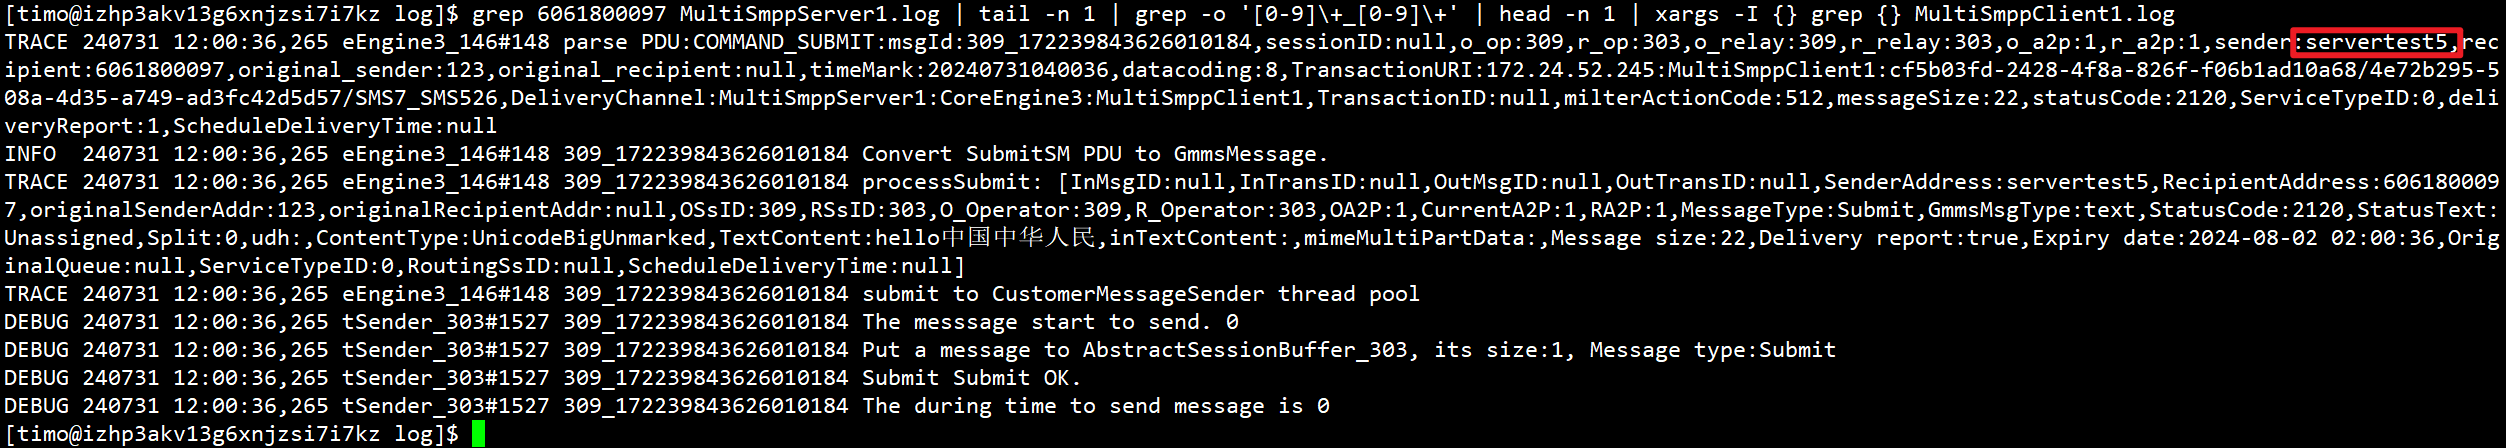 [timo@izhp3akv13g6xnjzsi7i7kz log]$ grep 6061800097 MultiSmppServer1.log | tail -n 1 | grep -o '[0-9]\+_[0-9]\+' | head -n 1 | xargs -I {} grep {} MultiSmppClient1.log
TRACE 240731 12:00:36,265 eEngine3_146#148 parse PDU:COMMAND_SUBMIT:msgId:309_172239843626010184,sessionID:null,o_op:309,r_op:303,o_relay:309,r_relay:303,o_a2p:1,r_a2p:1,sender:servertest5,rec
ipient:6061800097,original_sender:123,original_recipient:null,timeMark:20240731040036,datacoding:8,TransactionURI:172.24.52.245:MultiSmppClient1:cf5b03fd-2428-4f8a-826f-f06b1ad10a68/4e72b295-5
08a-4d35-a749-ad3fc42d5d57/SMS7_SMS526,DeliveryChannel:MultiSmppServer1:CoreEngine3:MultiSmppClient1,TransactionID:null,milterActionCode:512,messageSize:22,statusCode:2120,ServiceTypeID:0,deli
veryReport:1,ScheduleDeliveryTime:null
INFO  240731 12:00:36,265 eEngine3_146#148 309_172239843626010184 Convert SubmitSM PDU to GmmsMessage.
TRACE 240731 12:00:36,265 eEngine3_146#148 309_172239843626010184 processSubmit: [InMsgID:null,InTransID:null,OutMsgID:null,OutTransID:null,SenderAddress:servertest5,RecipientAddress:606180009
7,originalSenderAddr:123,originalRecipientAddr:null,OSsID:309,RSsID:303,O_Operator:309,R_Operator:303,OA2P:1,CurrentA2P:1,RA2P:1,MessageType:Submit,GmmsMsgType:text,StatusCode:2120,StatusText:
Unassigned,Split:0,udh:,ContentType:UnicodeBigUnmarked,TextContent:hello中国中华人民,inTextContent:,mimeMultiPartData:,Message size:22,Delivery report:true,Expiry date:2024-08-02 02:00:36,Orig
inalQueue:null,ServiceTypeID:0,RoutingSsID:null,ScheduleDeliveryTime:null]
TRACE 240731 12:00:36,265 eEngine3_146#148 309_172239843626010184 submit to CustomerMessageSender thread pool
DEBUG 240731 12:00:36,265 tSender_303#1527 309_172239843626010184 The messsage start to send. 0
DEBUG 240731 12:00:36,265 tSender_303#1527 309_172239843626010184 Put a message to AbstractSessionBuffer_303, its size:1, Message type:Submit
DEBUG 240731 12:00:36,265 tSender_303#1527 309_172239843626010184 Submit Submit OK.
DEBUG 240731 12:00:36,265 tSender_303#1527 309_172239843626010184 The during time to send message is 0
[timo@izhp3akv13g6xnjzsi7i7kz log]$